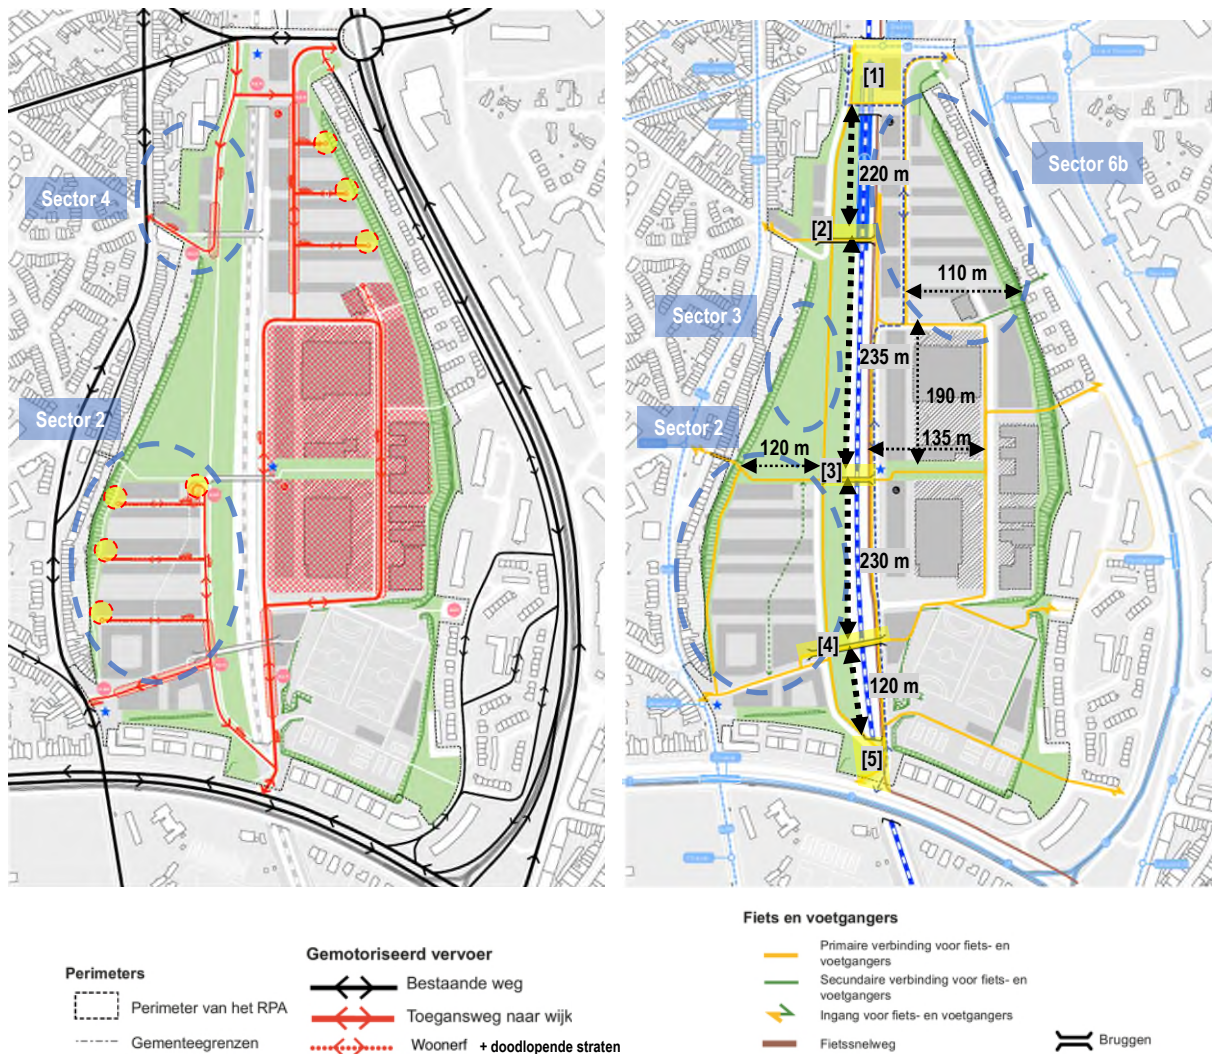 Sector 4
Sector 2
[1]
Sector 6b
220 m
[2]
110 m
Sector 3
235 m
190 m
Sector 2
120 m
135 m
[3]
230 m
[4]
120 m
[5]
Perimeters
Perimeter van het RPA
Gemeentegrenzen
Gemotoriseerd vervoer
Bestaande weg
Toegansweg naar wijk
Woonerf + doodlopende straten
Fiets en voetgangers
Primaire verbinding voor fiets- en
voetgangers
Secundaire verbinding voor fiets- en
voetgangers
Ingang voor fiets- en voetgangers
Fietssnelweg
Bruggen